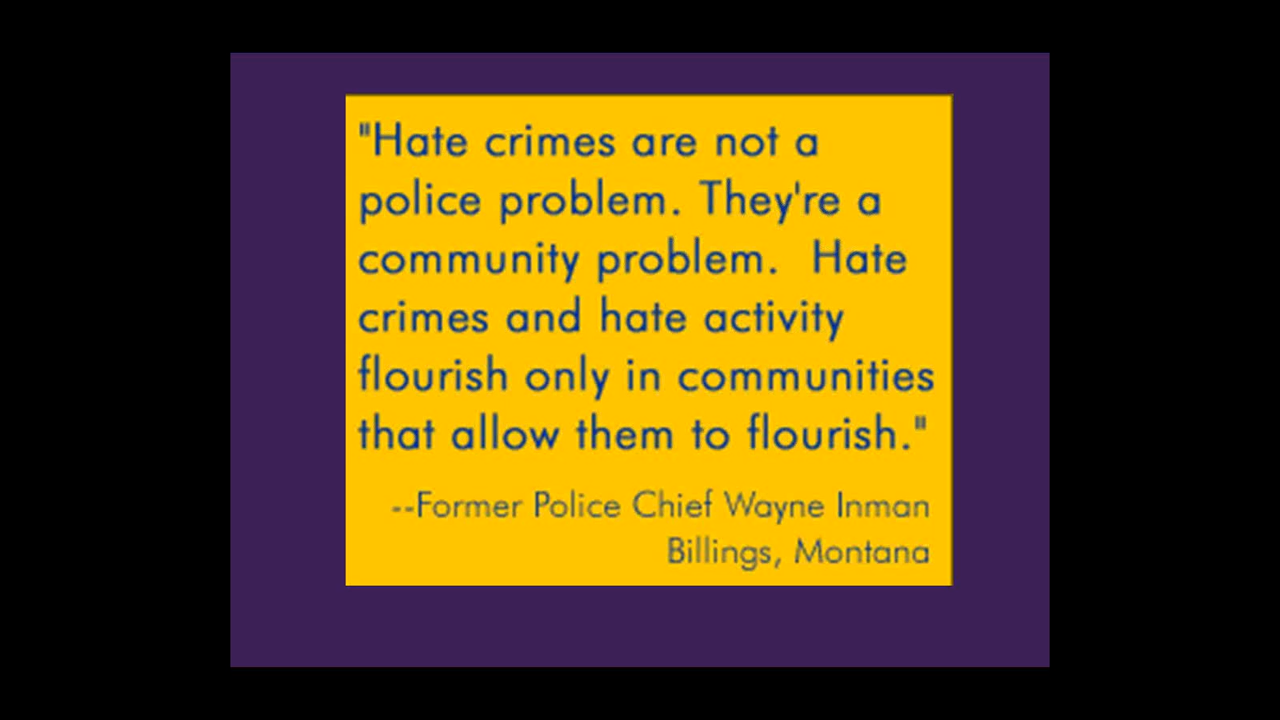 "Hate crimes are not a
police problem. They're a
community problem.  Hate
crimes and hate activity
flourish only in communities
that allow them to flourish."
--Former Police Chief Wayne Inman
Billings, Montana